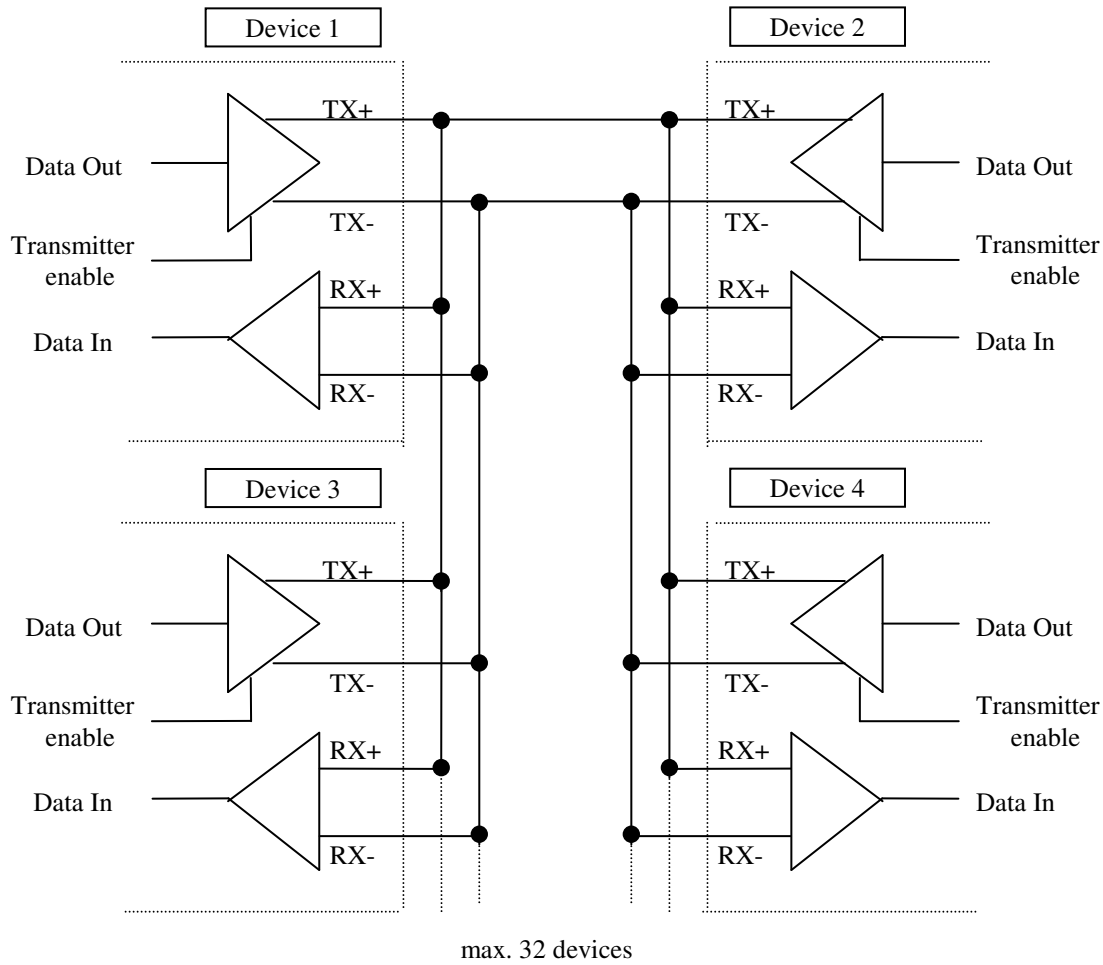 Device 1
Device 2
TX+
TX+
Data Out
Data Out
TX-
TX-
Transmitter
enable
Transmitter
enable
RX+
RX+
Data In
Data In
RX-
RX-
Device 3
Device 4
TX+
TX+
Data Out
Data Out
TX-
TX-
Transmitter
enable
Transmitter
enable
RX+
RX+
Data In
Data In
RX-
RX-
max. 32 devices